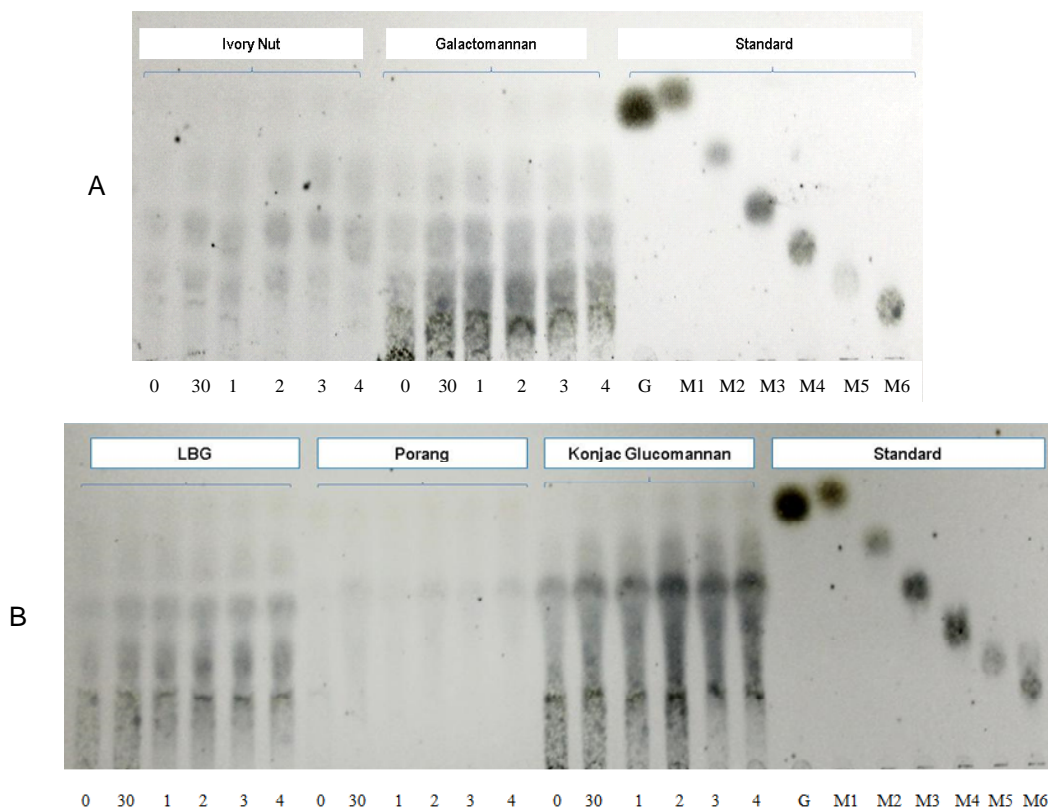 Ivory Nut Galactomannan Standard
A
0 30 1 2 3 4 0 30 1 2 3 4 G M1 M2 M3 M4 M5 M6
LBG Porang Konjac Glucomannan Standard
B
0 30 1 2 3 4 0 30 1 2 3 4 0 30 1 2 3 4 G M1 M2 M3 M4 M5 M6